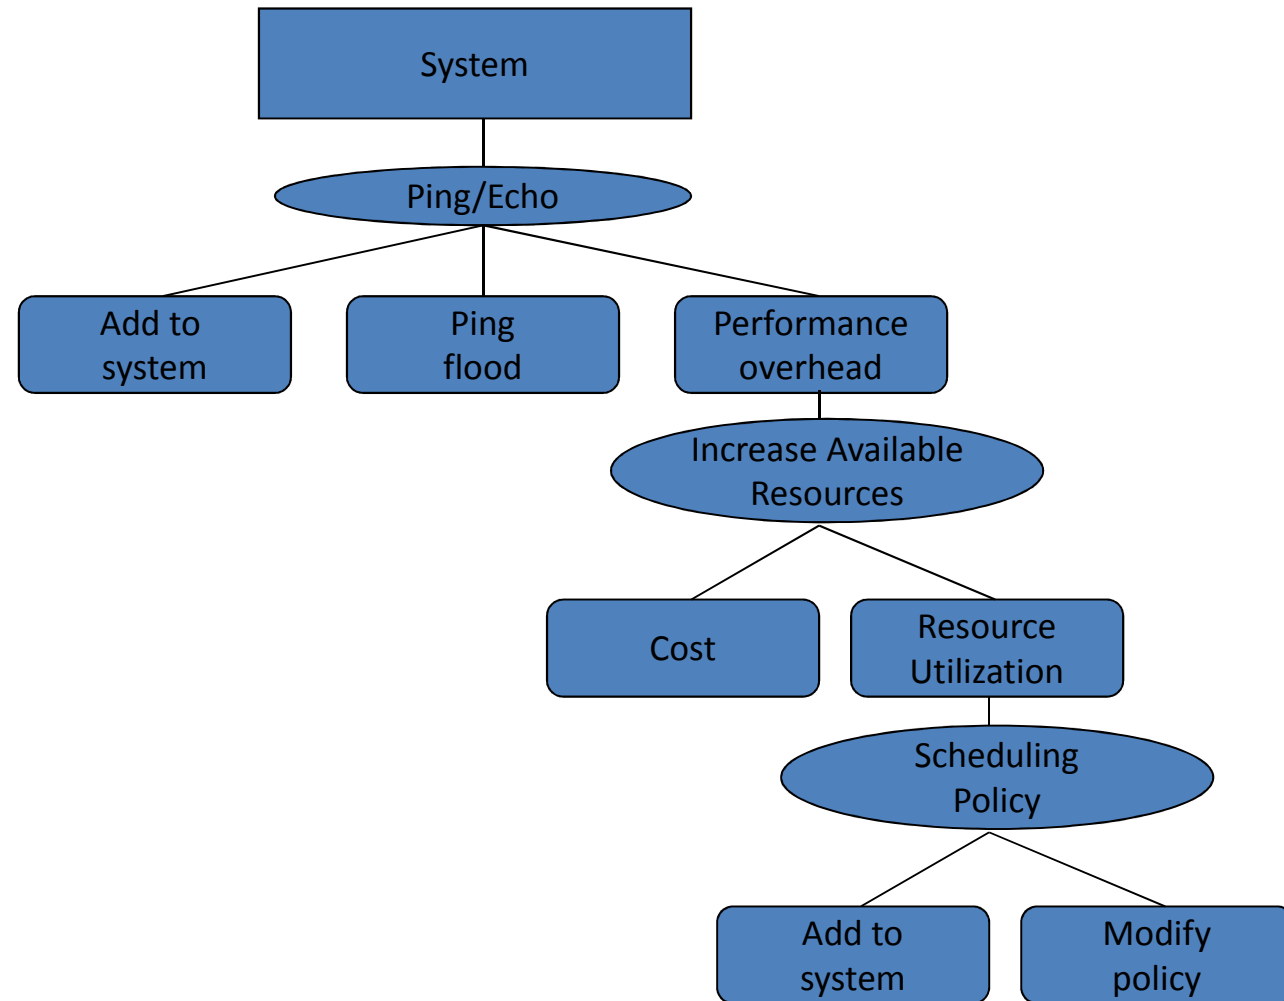 System
Ping/Echo
Add to
system
Ping
flood
Performance
overhead
Increase Available
Resources
Cost
Resource
Utilization
Scheduling
Policy
Add to
system
Modify
policy